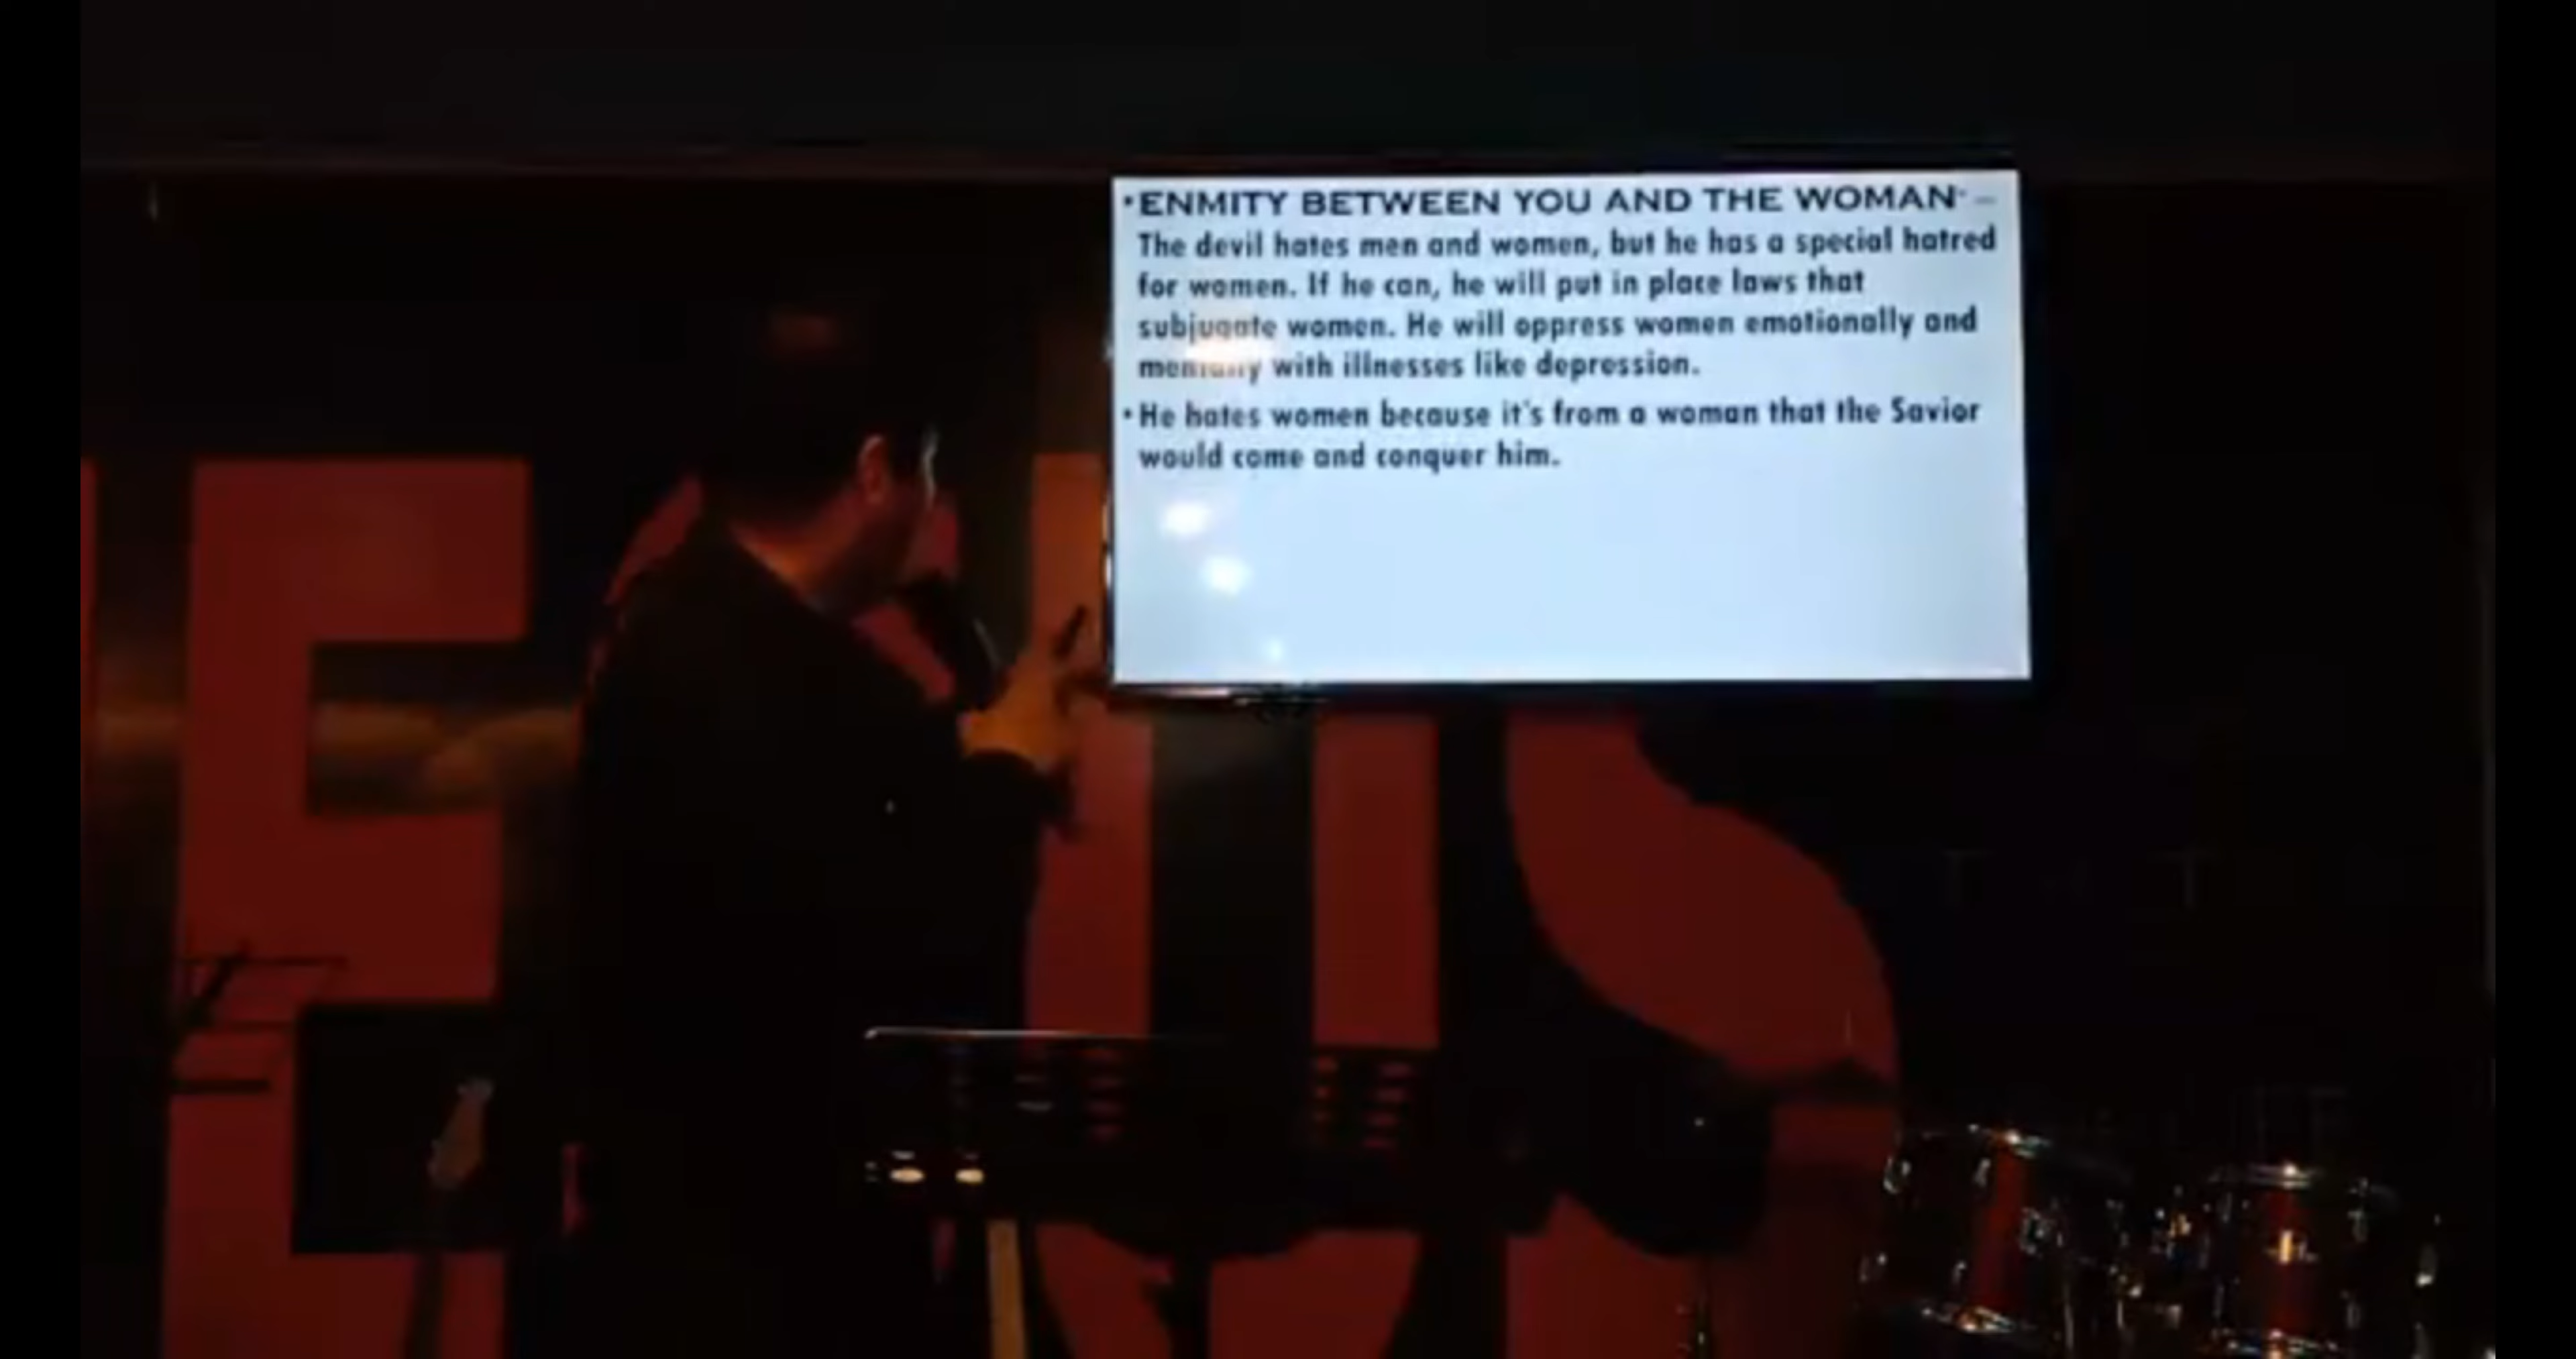 •ENMITY BETWEEN YOU AND THE WOMAN" –
The devil hates men and women, but he has a special hatred
for women. If he can, he will put in place laws that
subjugate women. He will oppress women emotionally and
mentally with illnesses like depression.
• He hates women because it's from a woman that the Savior
would come and conquer him.